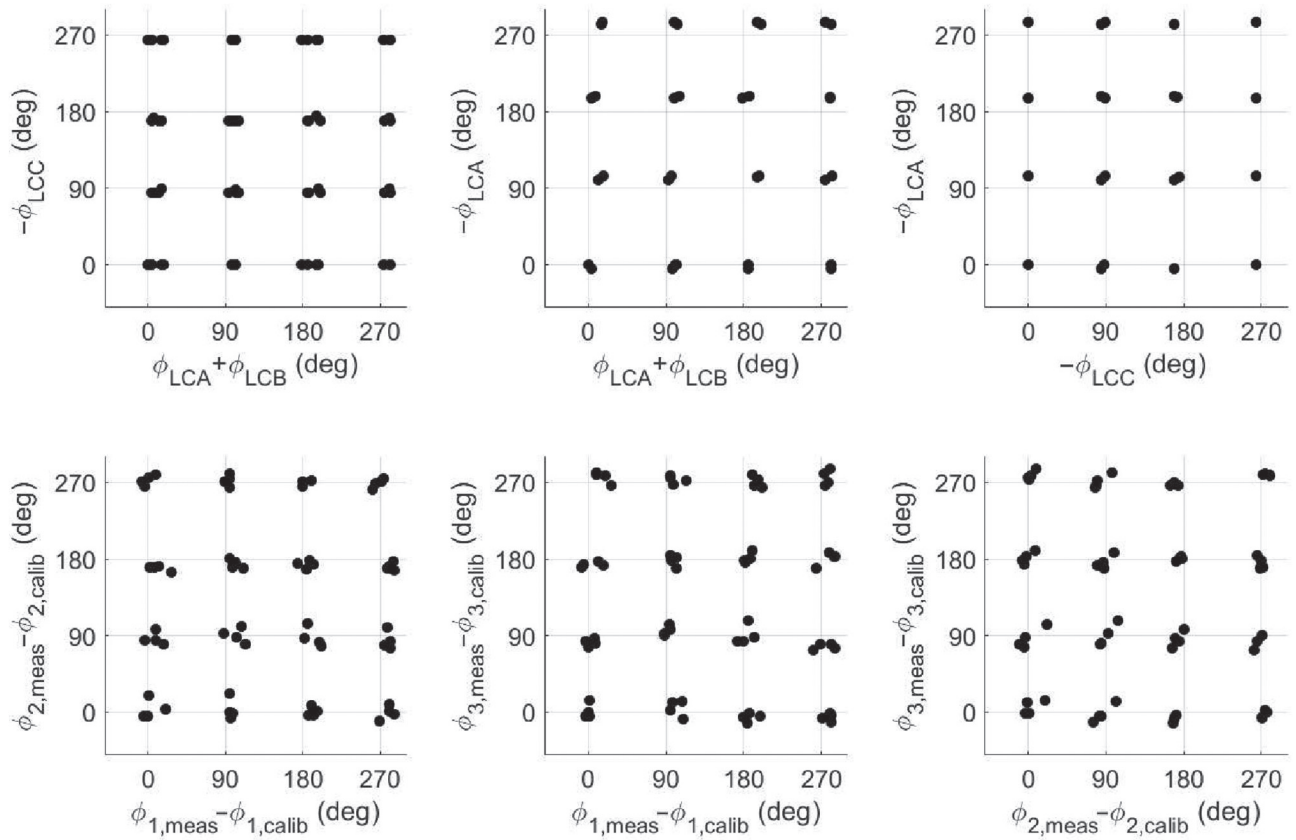 270
180
90
0
−ϕLCC (deg)
0 90 180 270
ϕLCA+ϕLCB (deg)
270
180
90
0
−ϕLCA (deg)
0 90 180 270
ϕLCA+ϕLCB (deg)
270
180
90
0
−ϕLCA (deg)
0 90 180 270
−ϕLCC (deg)
270
180
90
0
ϕ2,meas−ϕ2,calib (deg)
0 90 180 270
ϕ1,meas−ϕ1,calib (deg)
270
180
90
0
ϕ3,meas−ϕ3,calib (deg)
0 90 180 270
ϕ1,meas−ϕ1,calib (deg)
270
180
90
0
ϕ3,meas−ϕ3,calib (deg)
0 90 180 270
ϕ2,meas−ϕ2,calib (deg)